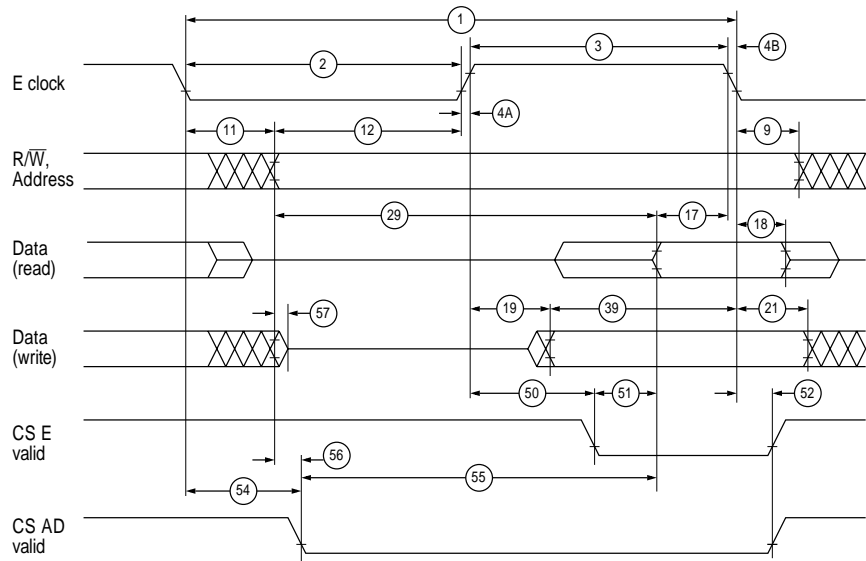 1
2
3
4B
E clock
4A
11
12
9
R/W̅,
Address
29
17
18
Data
(read)
57
19
39
21
Data
(write)
50
51
52
CS E
valid
56
54
55
CS AD
valid